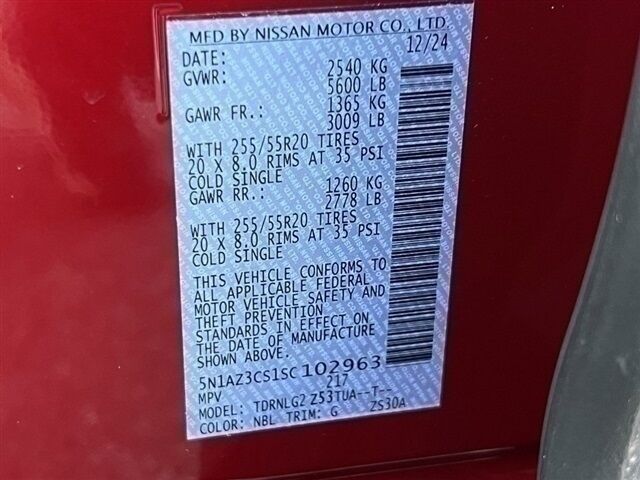 MFD BY NISSAN MOTOR CO., LTD.
DATE: 12/24
GVWR: 2540 KG
5600 LB
GAWR FR.: 1365 KG
3009 LB
WITH 255/55R20 TIRES
20 X 8.0 RIMS AT 35 PSI
COLD SINGLE
GAWR RR.: 1260 KG
2778 LB
WITH 255/55R20 TIRES
20 X 8.0 RIMS AT 35 PSI
COLD SINGLE
THIS VEHICLE CONFORMS TO
ALL APPLICABLE FEDERAL
MOTOR VEHICLE SAFETY AND
THEFT PREVENTION
STANDARDS IN EFFECT ON
THE DATE OF MANUFACTURE
SHOWN ABOVE.
5N1AZ3CS1SC102963
MPV 217
MODEL: TDRNLG2 Z53TUA--T--
COLOR: NBL TRIM: G ZS30A